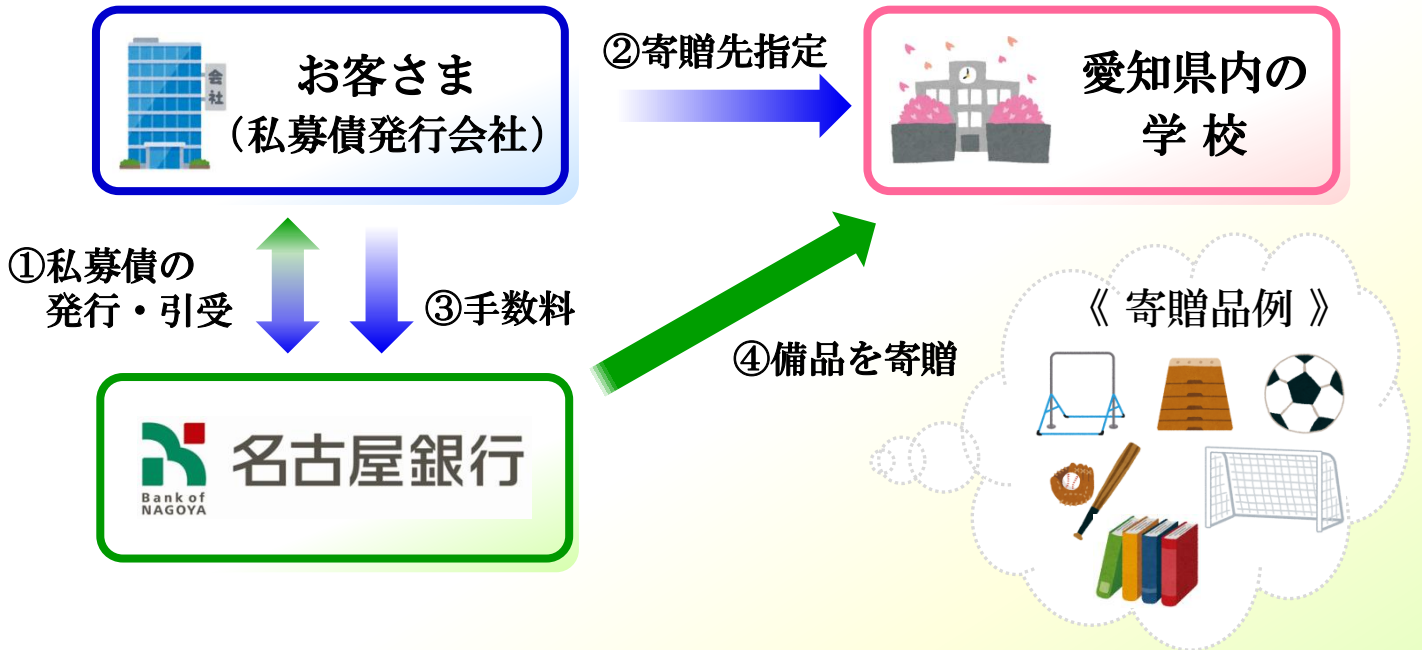 お客さま
（私募債発行会社）
会
社
②寄贈先指定
愛知県内の
学 校
①私募債の
発行・引受
③手数料
④備品を寄贈
Bank of
NAGOYA
名古屋銀行
《 寄贈品例 》